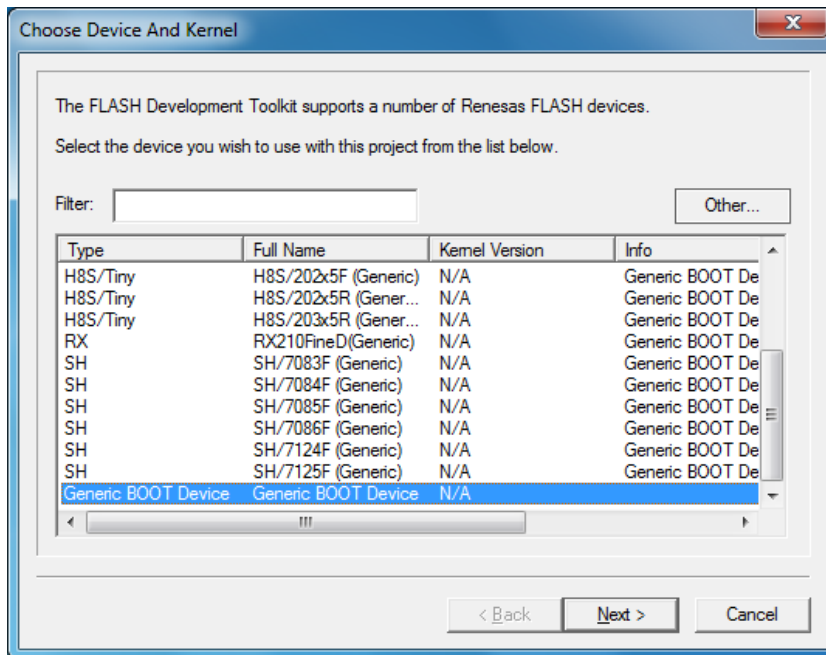 Choose Device And Kernel
The FLASH Development Toolkit supports a number of Renesas FLASH devices.
Select the device you wish to use with this project from the list below.
Filter: Other...
Type Full Name Kernel Version Info
H8S/Tiny H8S/202x5F (Generic) N/A Generic BOOT De
H8S/Tiny H8S/202x5R (Gener... N/A Generic BOOT De
H8S/Tiny H8S/203x5R (Gener... N/A Generic BOOT De
RX RX210FineD(Generic) N/A Generic BOOT De
SH SH/7083F (Generic) N/A Generic BOOT De
SH SH/7084F (Generic) N/A Generic BOOT De
SH SH/7085F (Generic) N/A Generic BOOT De
SH SH/7086F (Generic) N/A Generic BOOT De
SH SH/7124F (Generic) N/A Generic BOOT De
SH SH/7125F (Generic) N/A Generic BOOT De
Generic BOOT Device Generic BOOT Device N/A
< Back Next > Cancel